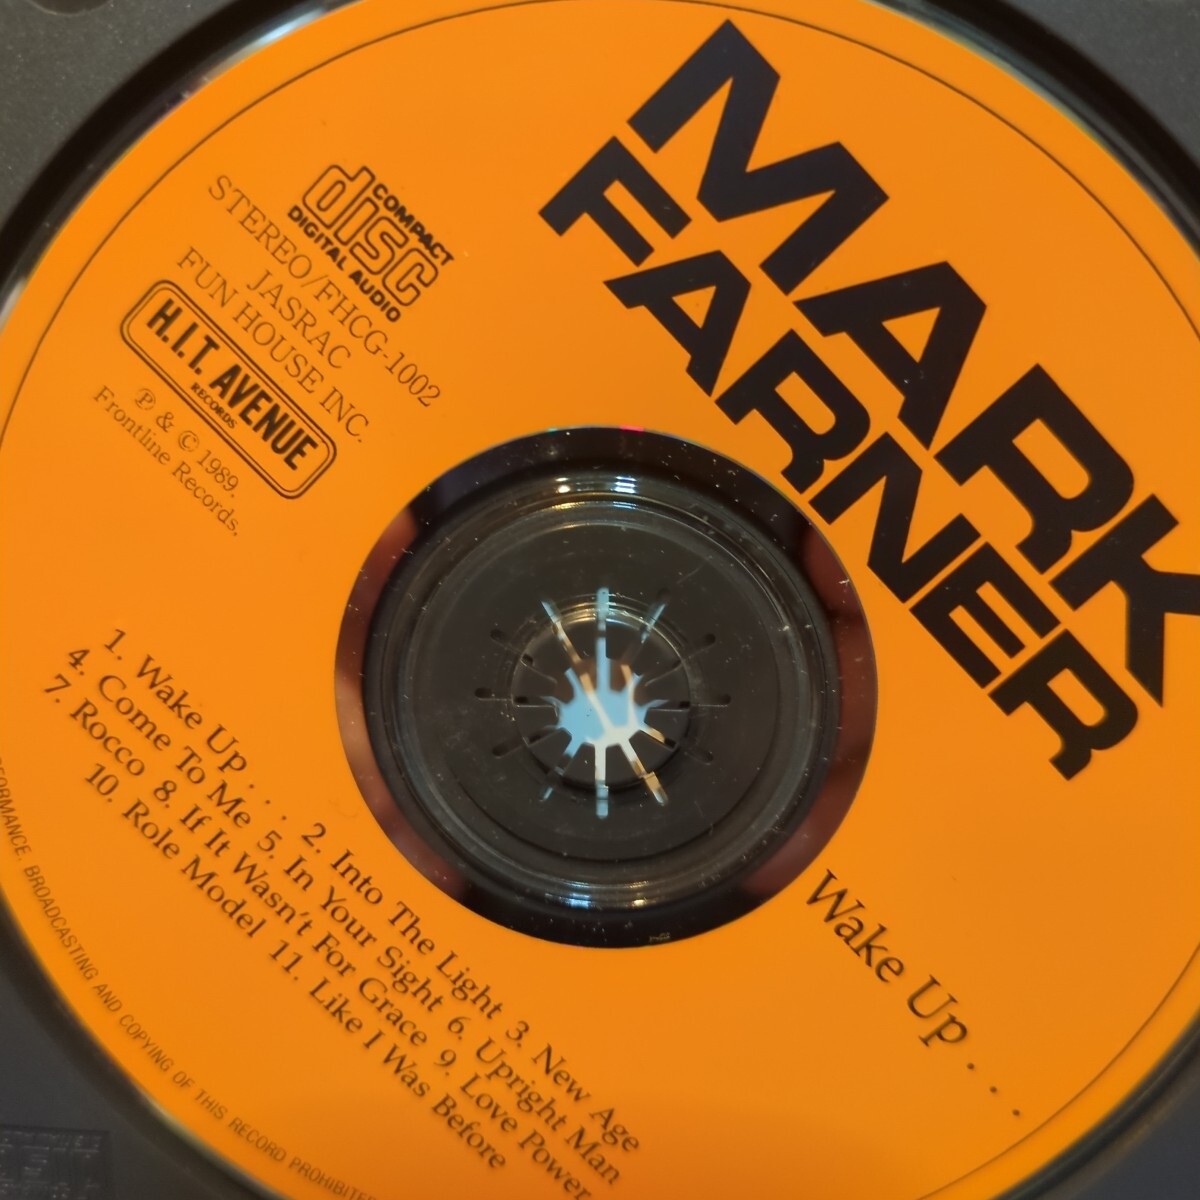 MARK
FARNER
COMPACT
disc
DIGITAL AUDIO
STEREO/FHCG-1002
JASRAC
FUN HOUSE INC.
H.I.T. AVENUE
RECORDS
℗ & © 1989.
Frontline Records,
Wake Up . . .
1. Wake Up . . . 2. Into The Light 3. New Age
4. Come To Me 5. In Your Sight 6. Upright Man
7. Rocco 8. If It Wasn't For Grace 9. Love Power
10. Role Model 11. Like I Was Before
BROADCASTING AND COPYING OF THIS RECORD PROHIBITE